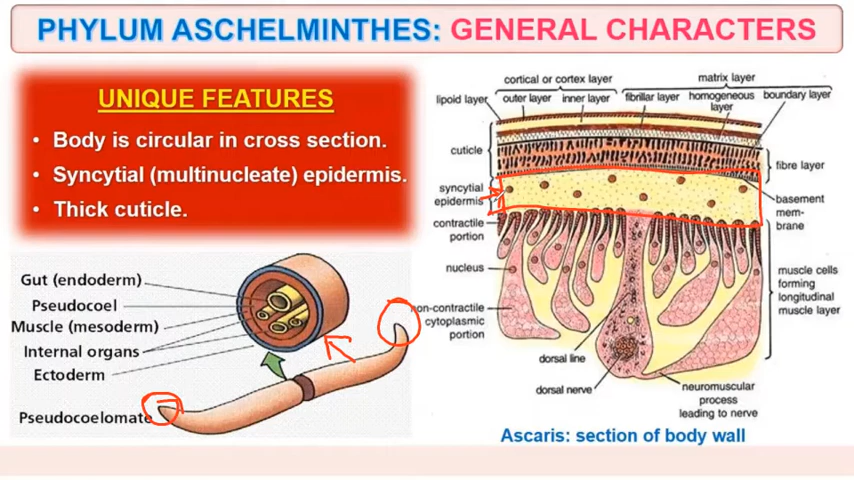 PHYLUM ASCHELMINTHES: GENERAL CHARACTERS
UNIQUE FEATURES
• Body is circular in cross section.
• Syncytial (multinucleate) epidermis.
• Thick cuticle.
Gut (endoderm)
Pseudocoel
Muscle (mesoderm)
Internal organs
Ectoderm
Pseudocoelomate
cortical or cortex layer
matrix layer
lipoid layer
outer layer
inner layer
fibrillar layer
homogeneous
layer
boundary layer
cuticle
fibre layer
syncytial
epidermis
basement
mem-
brane
contractile
portion
nucleus
muscle cells
forming
longitudinal
muscle layer
non-contractile
cytoplasmic
portion
dorsal line
dorsal nerve
neuromuscular
process
leading to nerve
Ascaris: section of body wall